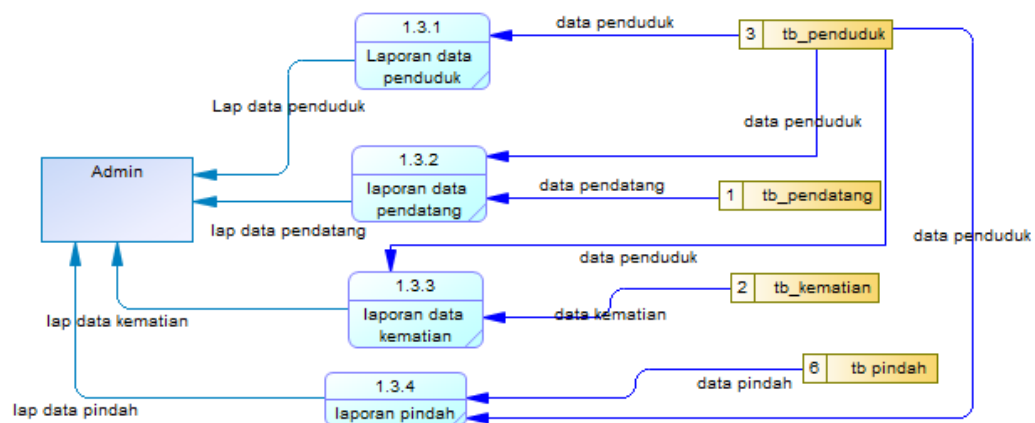 1.3.1
Laporan data
penduduk
data penduduk
3 tb_penduduk
Lap data penduduk
data penduduk
Admin
1.3.2
laporan data
pendatang
data pendatang
1 tb_pendatang
lap data pendatang
data penduduk
data penduduk
1.3.3
laporan data
kematian
2 tb_kematian
data kematian
lap data kematian
1.3.4
laporan pindah
6 tb pindah
data pindah
lap data pindah